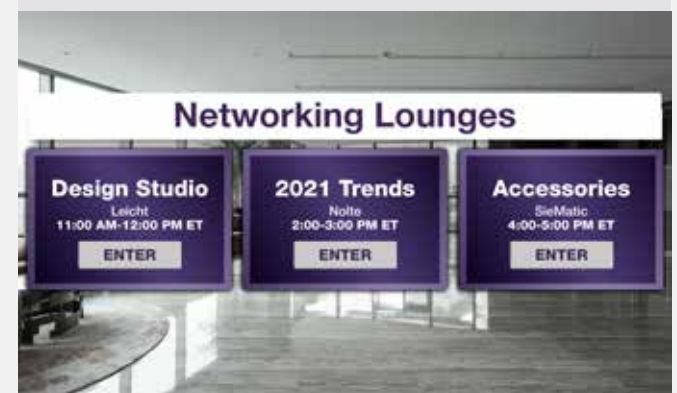 Networking Lounges
Design Studio
Leicht
11:00 AM-12:00 PM ET
ENTER
2021 Trends
Nolte
2:00-3:00 PM ET
ENTER
Accessories
SieMatic
4:00-5:00 PM ET
ENTER